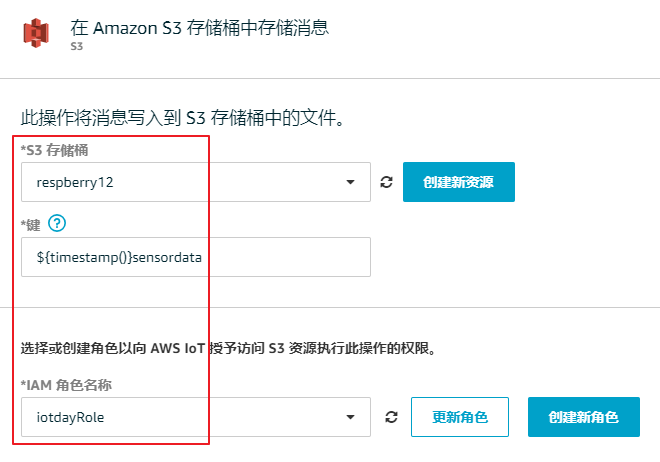 在 Amazon S3 存储桶中存储消息
S3
此操作将消息写入到 S3 存储桶中的文件。
*S3 存储桶
respberry12 创建新资源
*键 ?
${timestamp()}sensordata
选择或创建角色以向 AWS IoT 授予访问 S3 资源执行此操作的权限。
*IAM 角色名称
iotdayRole 更新角色 创建新角色